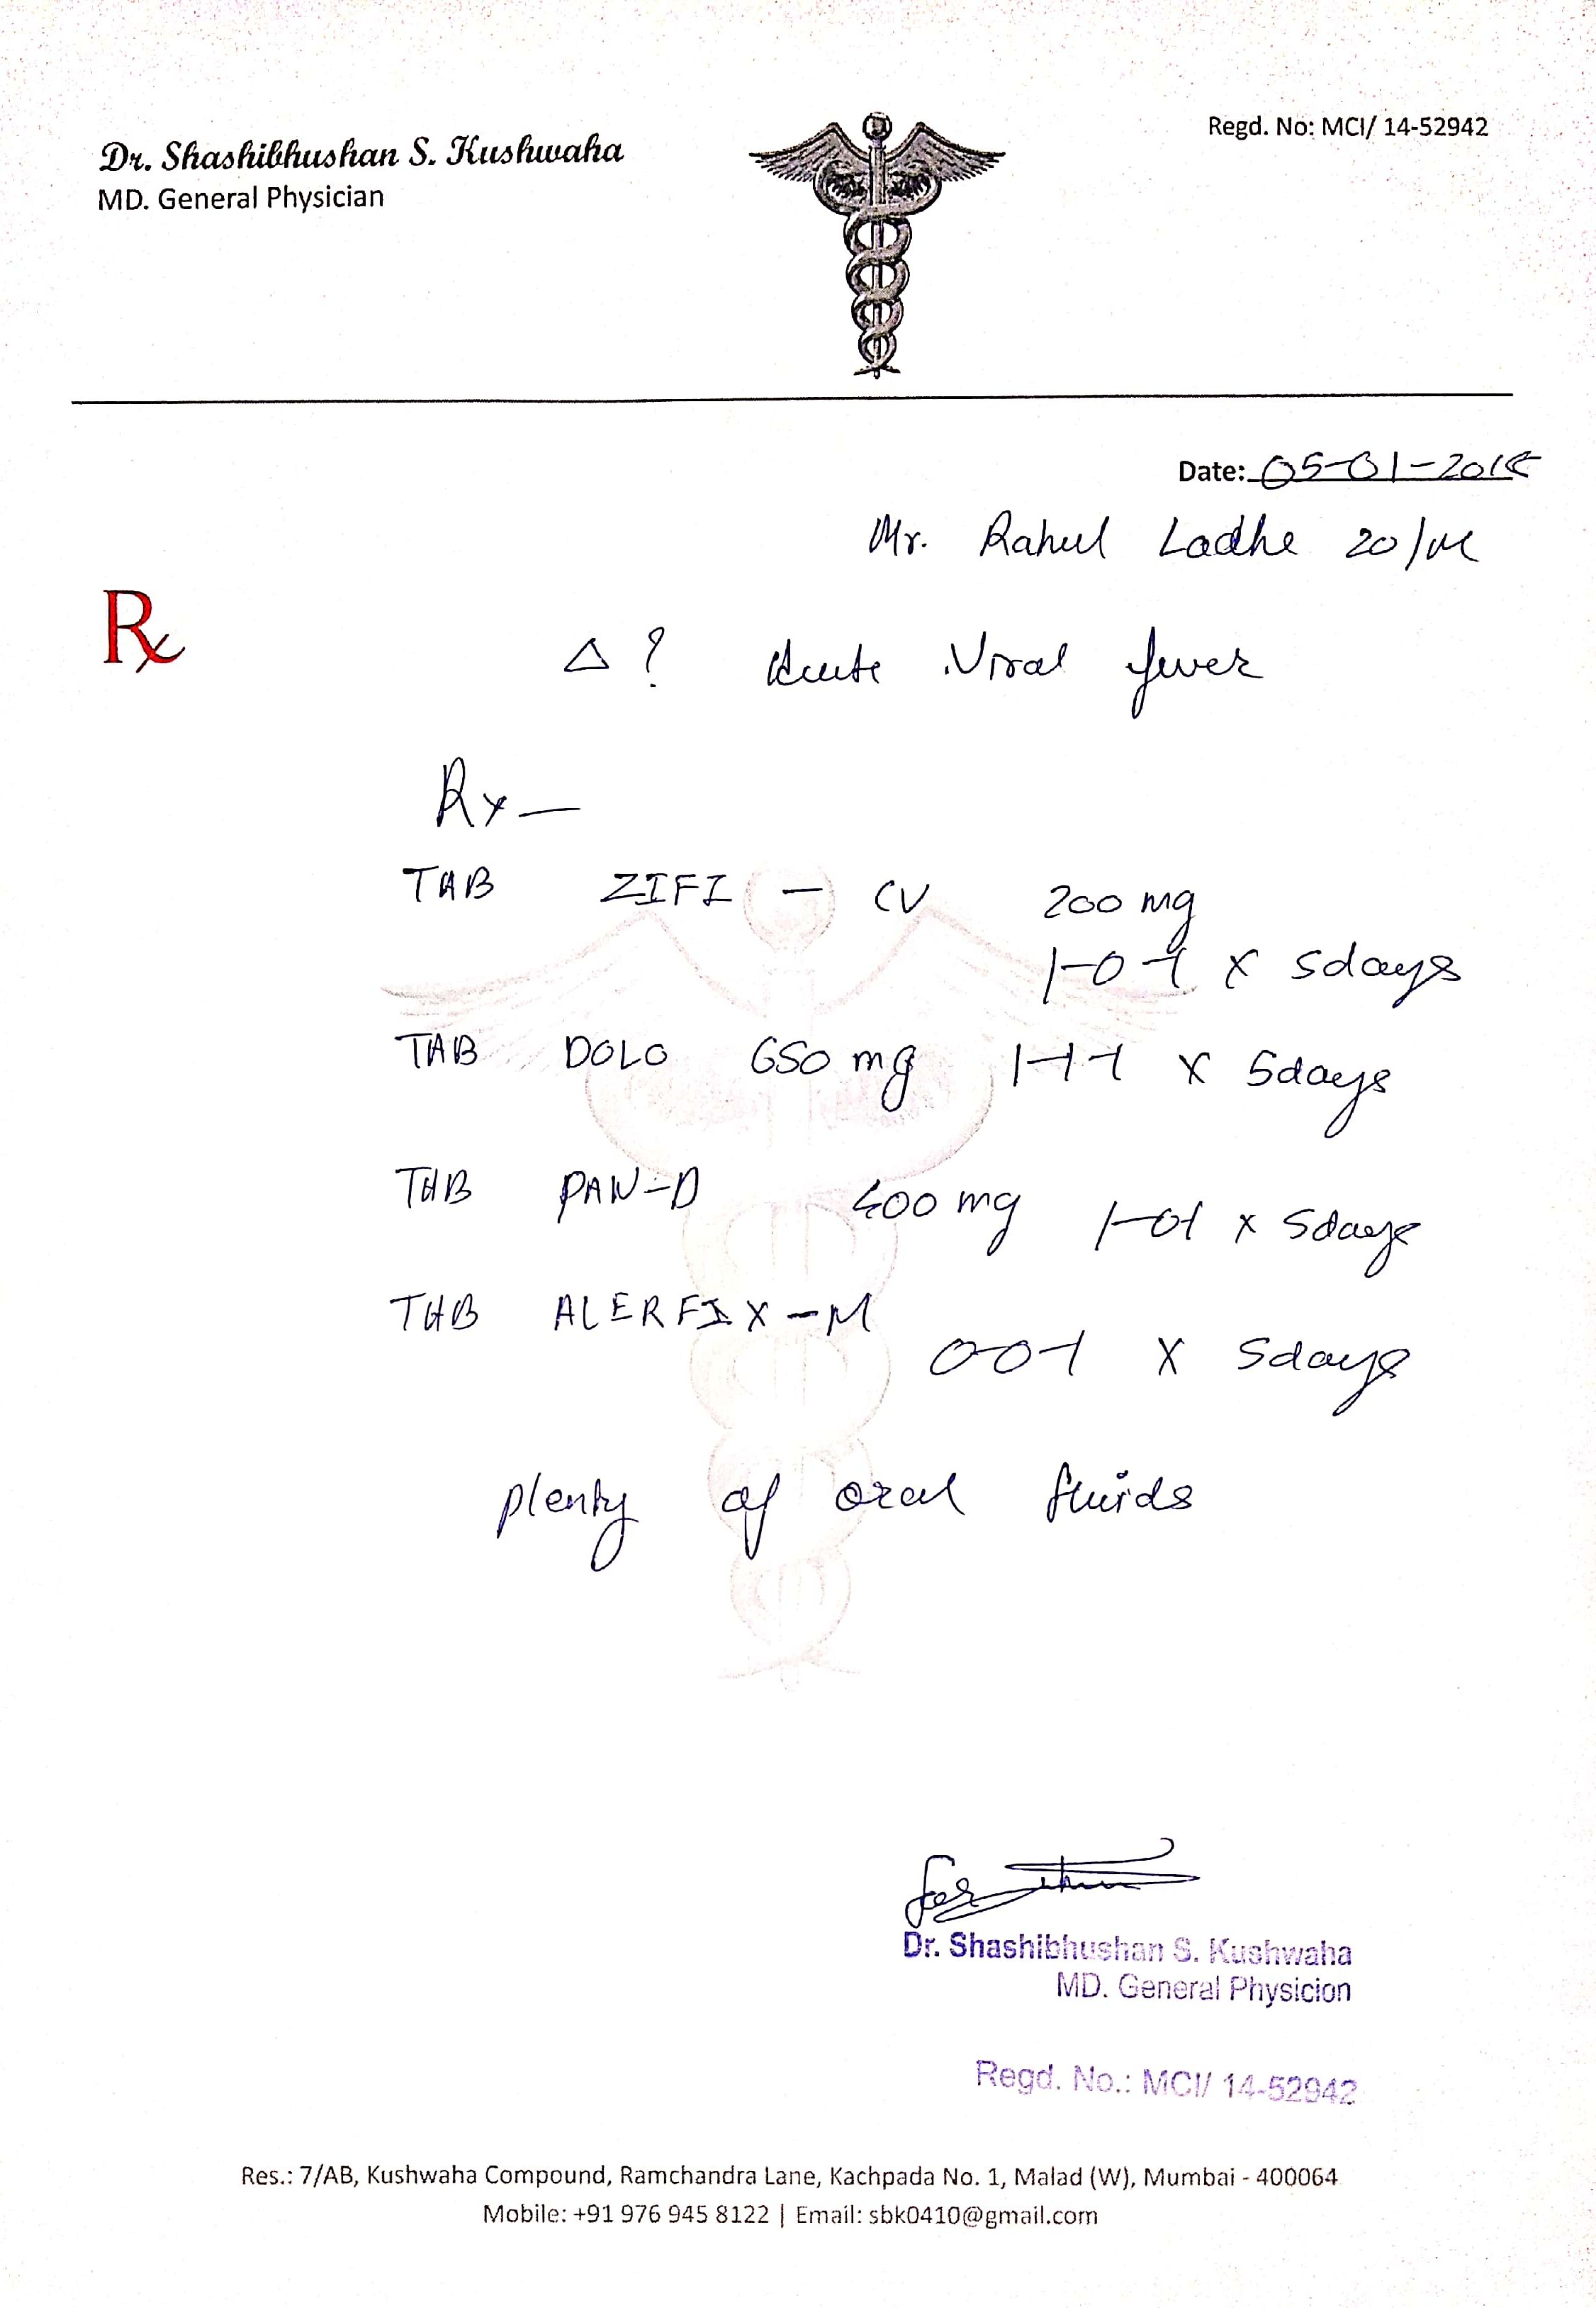 Dr. Shashibhushan S. Kushwaha
MD. General Physician
Regd. No: MCI/ 14-52942
Date: 05-01-2018
Mr. Rahul Ladhe 20/M
Rx
Δ ? Acute Viral fever
Rx —
TAB ZIFI - CV 200 mg
1-0-1 x 5days
TAB DOLO 650 mg 1-1-1 x 5days
TAB PAN-D 400 mg 1-0-1 x 5days
TAB ALERFIX-M
0-0-1 x 5days
plenty of oral fluids
Dr. Shashibhushan S. Kushwaha
MD. General Physicion
Regd. No.: MCI/ 14-52942
Res.: 7/AB, Kushwaha Compound, Ramchandra Lane, Kachpada No. 1, Malad (W), Mumbai - 400064
Mobile: +91 976 945 8122 | Email: sbk0410@gmail.com